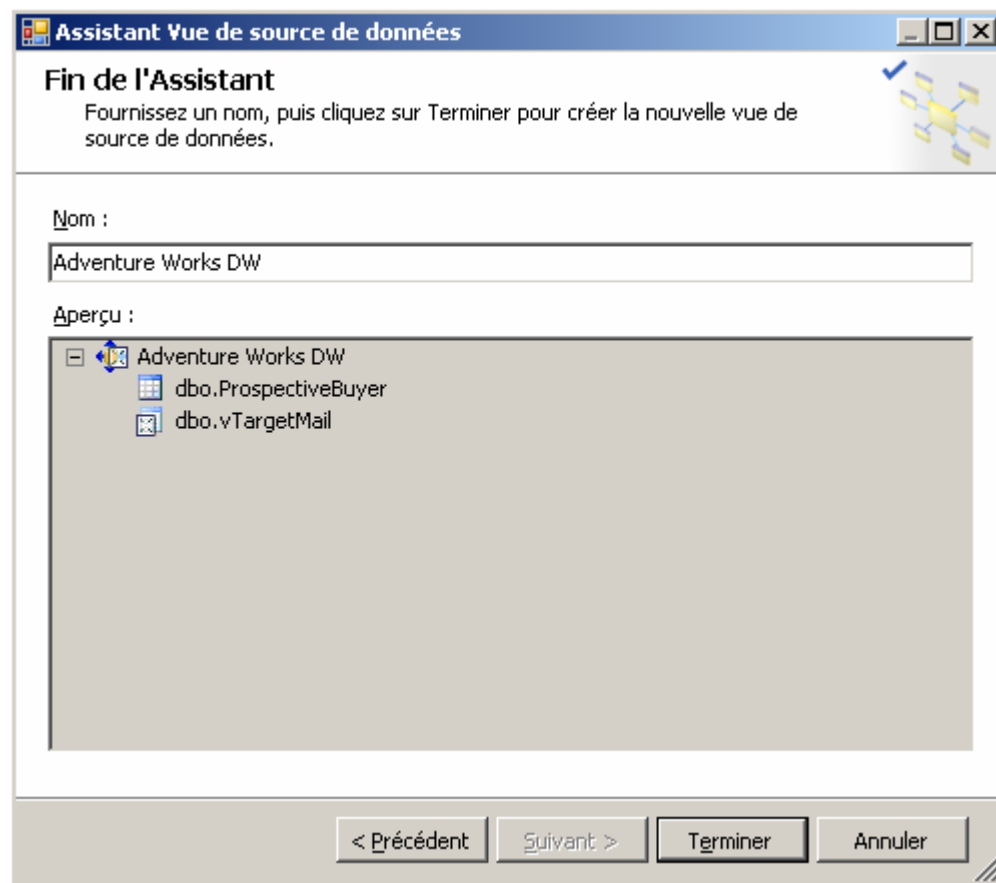 Assistant Vue de source de données
Fin de l'Assistant
Fournissez un nom, puis cliquez sur Terminer pour créer la nouvelle vue de
source de données.
Nom :
Adventure Works DW
Aperçu :
Adventure Works DW
dbo.ProspectiveBuyer
dbo.vTargetMail
< Précédent
Suivant >
Terminer
Annuler